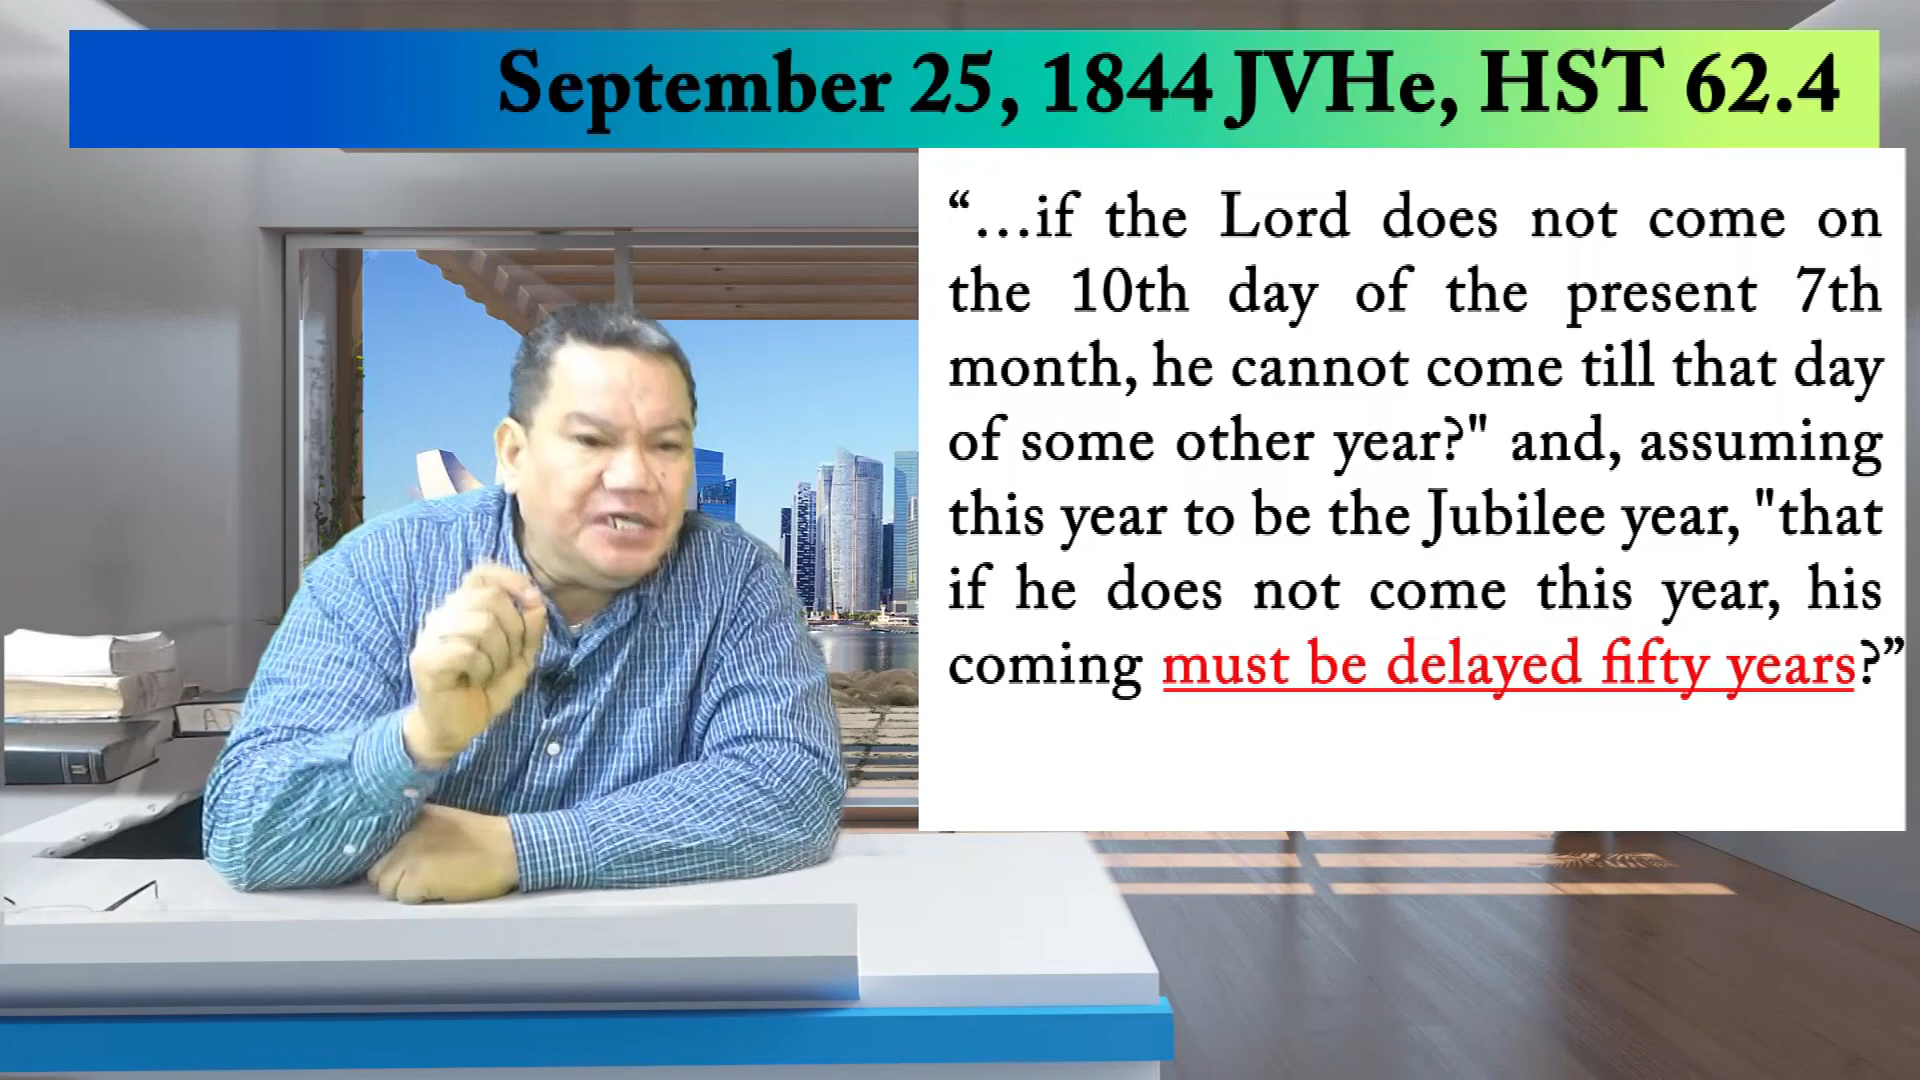 September 25, 1844 JVHe, HST 62.4
“…if the Lord does not come on
the 10th day of the present 7th
month, he cannot come till that day
of some other year?" and, assuming
this year to be the Jubilee year, "that
if he does not come this year, his
coming must be delayed fifty years?”